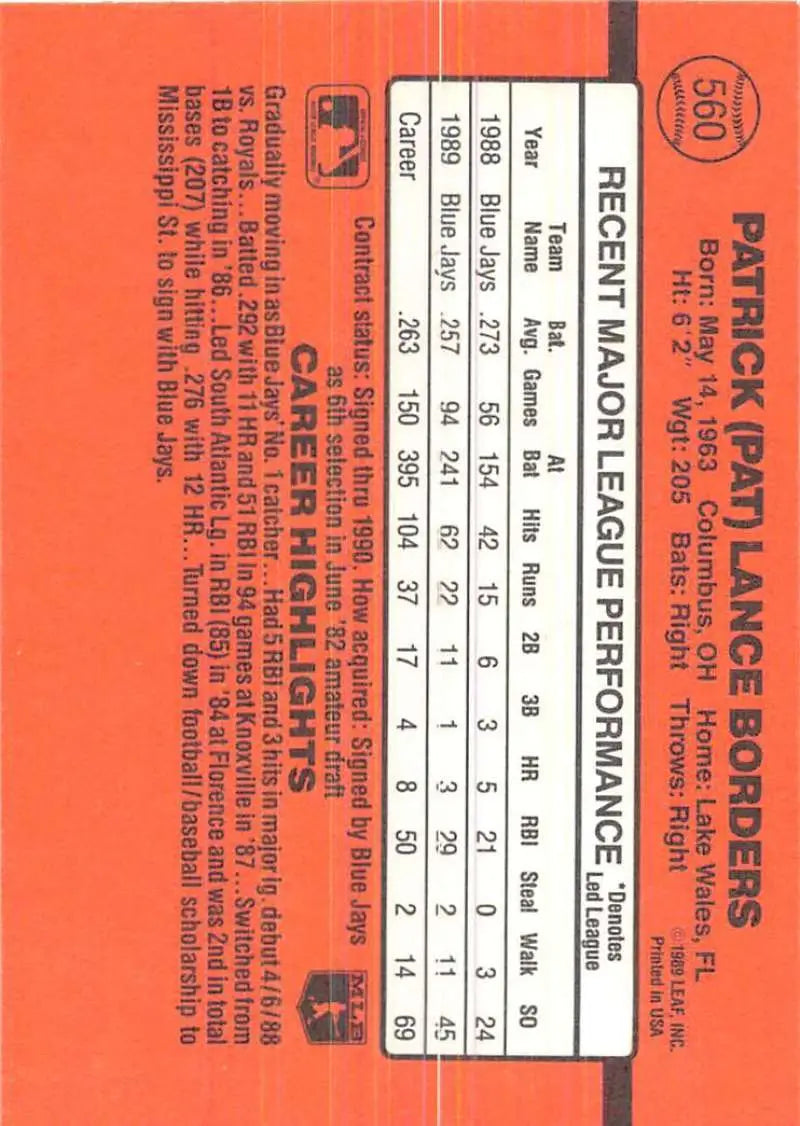 560
PATRICK (PAT) LANCE BORDERS
Born: May 14, 1963 Columbus, OH Home: Lake Wales, FL
Ht: 6'2" Wgt: 205 Bats: Right Throws: Right
© 1989 LEAF, INC.
Printed in USA
RECENT MAJOR LEAGUE PERFORMANCE *Denotes Led League
Year Team Name Bat. Avg. Games At Bat Hits Runs 2B 3B HR RBI Steal Walk SO
1988 Blue Jays .273 56 154 42 15 6 3 5 21 0 3 24
1989 Blue Jays .257 94 241 62 22 11 1 3 29 2 11 45
Career .263 150 395 104 37 17 4 8 50 2 14 69
Contract status: Signed thru 1990. How acquired: Signed by Blue Jays
as 6th selection in June '82 amateur draft
MLB
CAREER HIGHLIGHTS
Gradually moving in as Blue Jays' No. 1 catcher... Had 5 RBI and 3 hits in major lg. debut 4/6/88
vs. Royals... Batted .292 with 11 HR and 51 RBI in 94 games at Knoxville in '87... Switched from
1B to catching in '86... Led South Atlantic Lg. in RBI (85) in '84 at Florence and was 2nd in total
bases (207) while hitting .276 with 12 HR... Turned down football/baseball scholarship to
Mississippi St. to sign with Blue Jays.